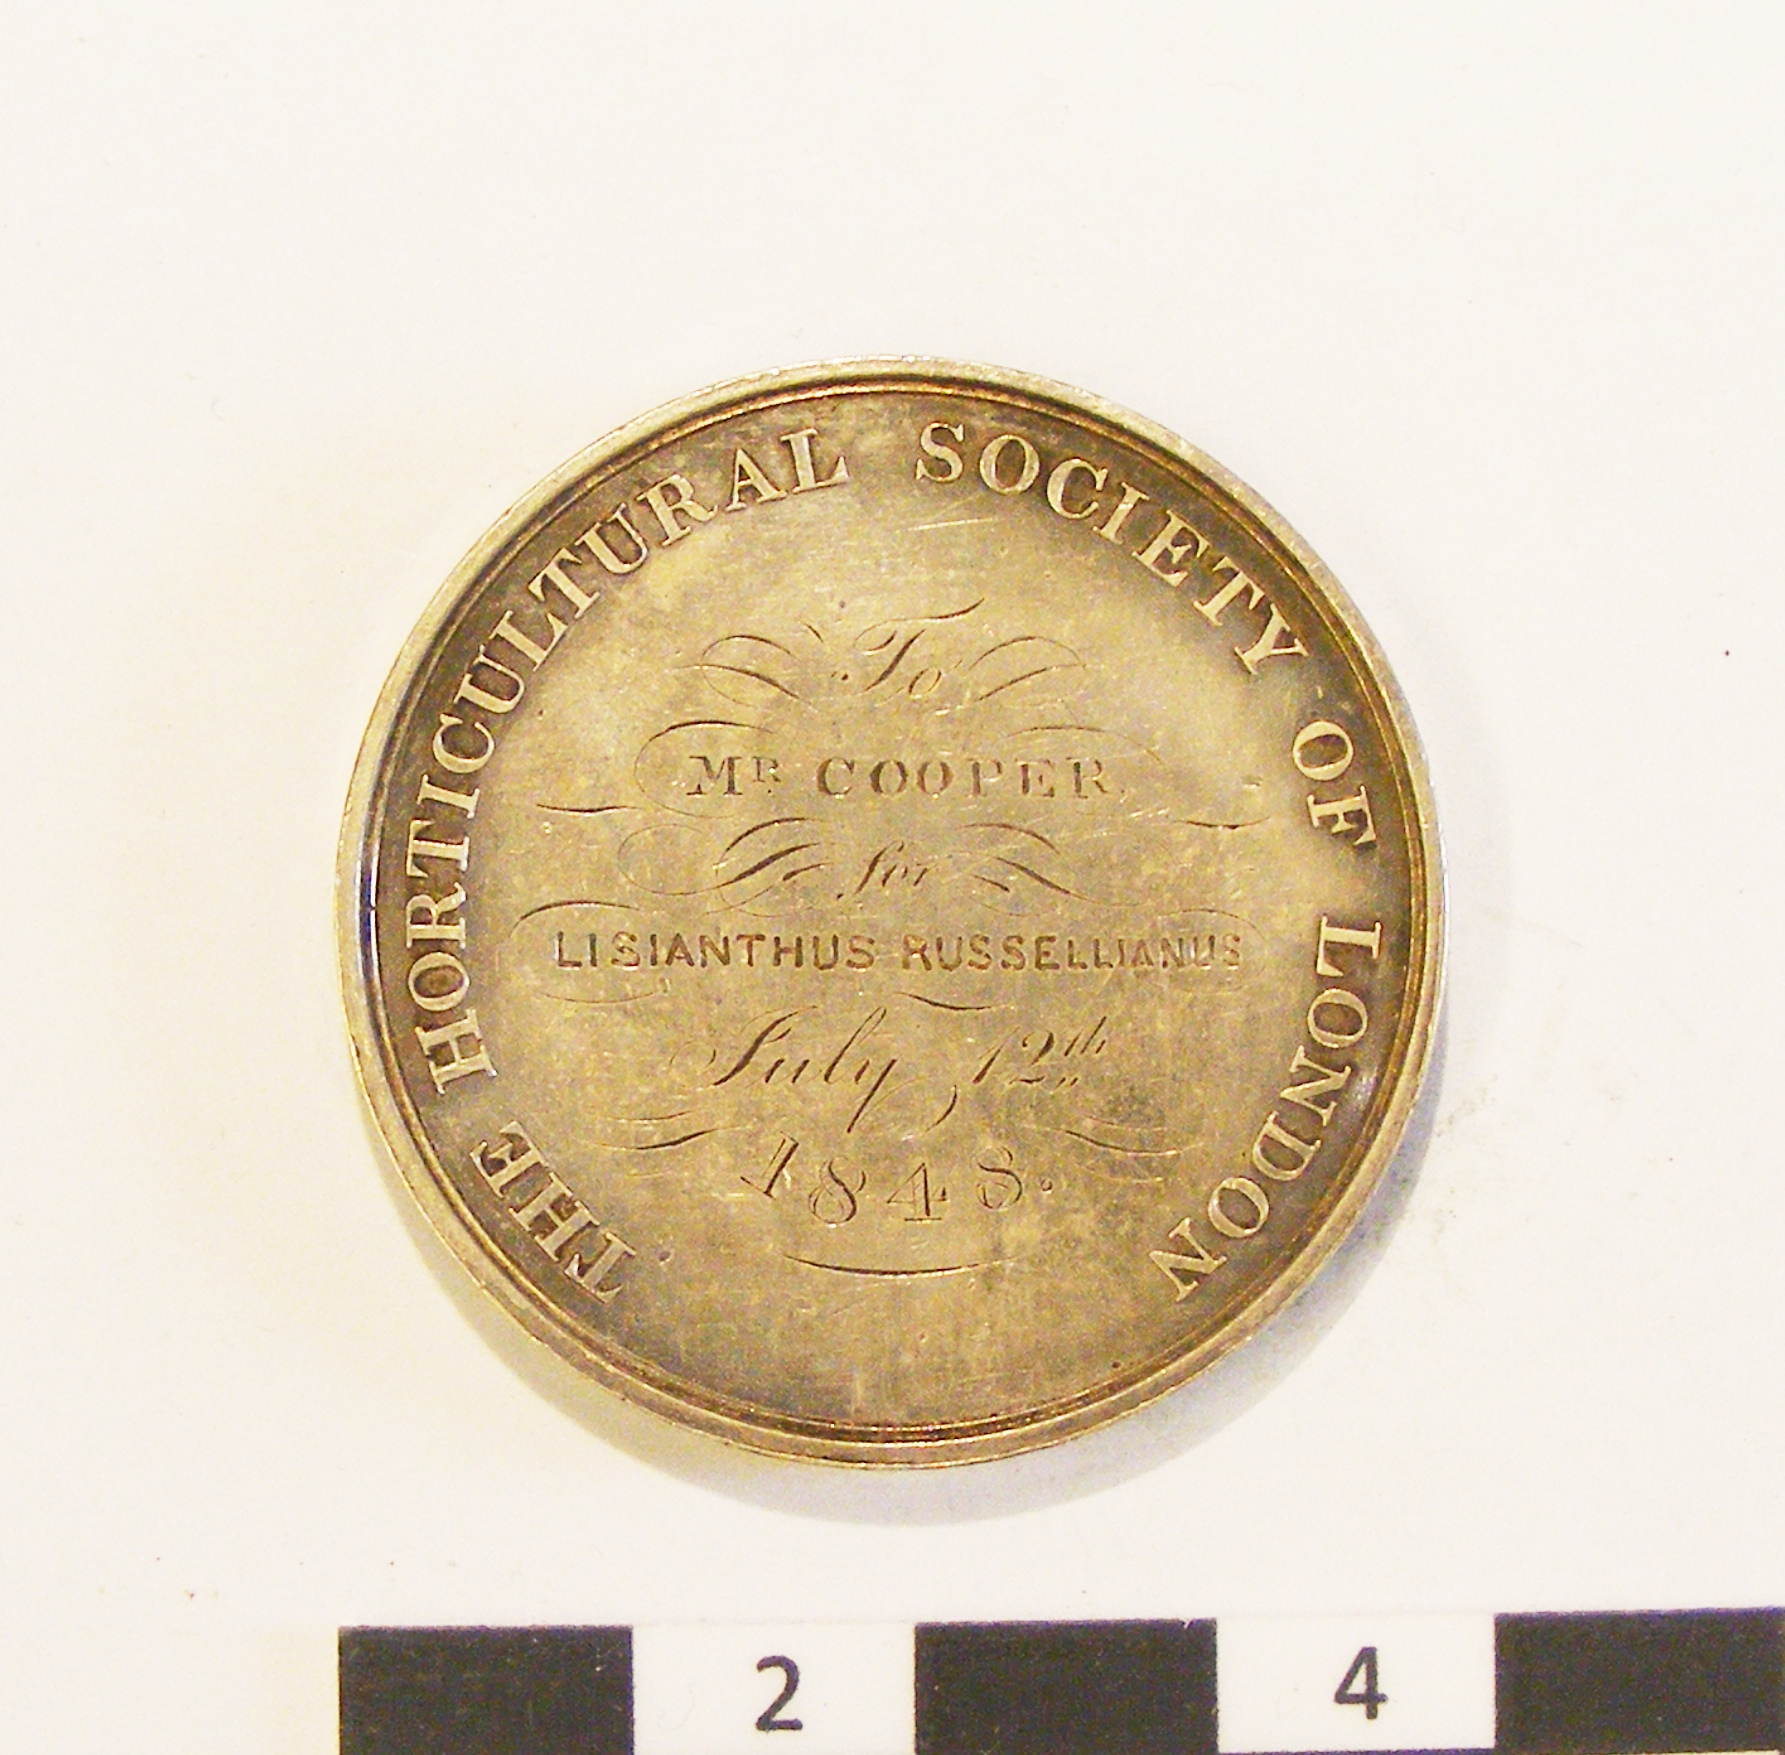 THE HORTICULTURAL SOCIETY OF LONDON
To
MR COOPER
for
LISIANTHUS RUSSELLIANUS
July 12th
1848.
2 4